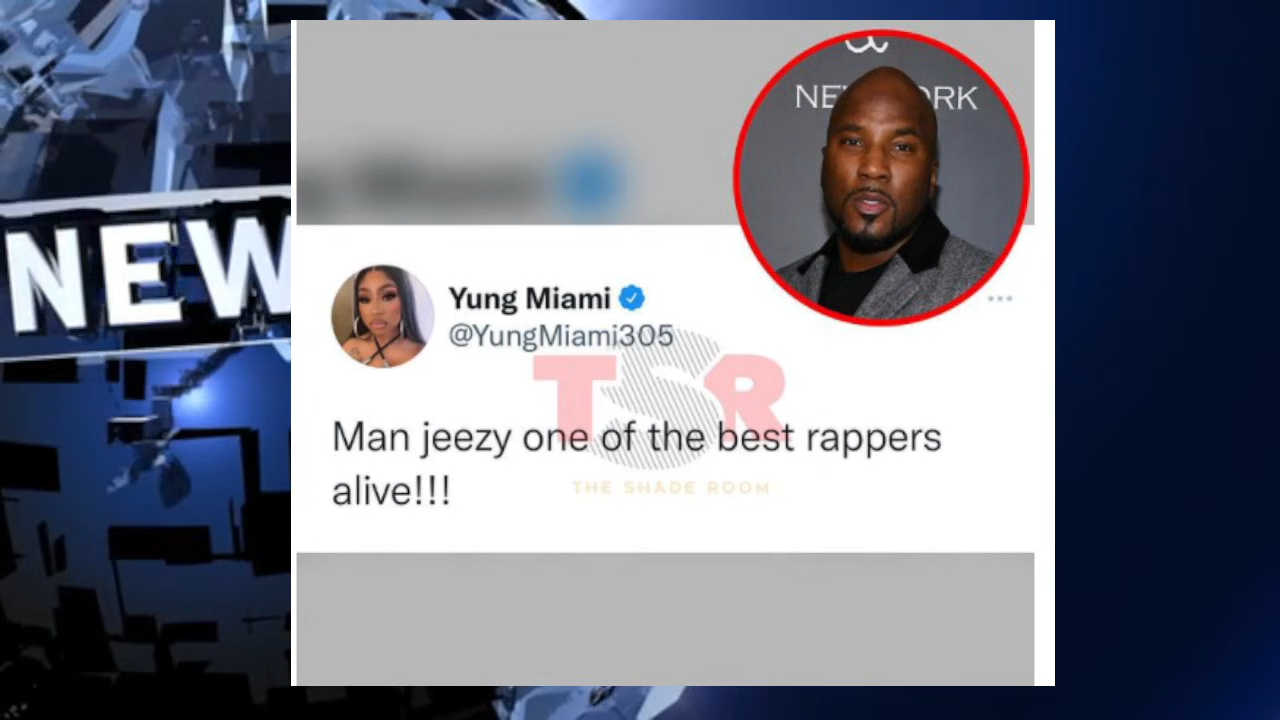 NEW YORK
NEW
Yung Miami
@YungMiami305
TSR
Man jeezy one of the best rappers
alive!!!
THE SHADE ROOM